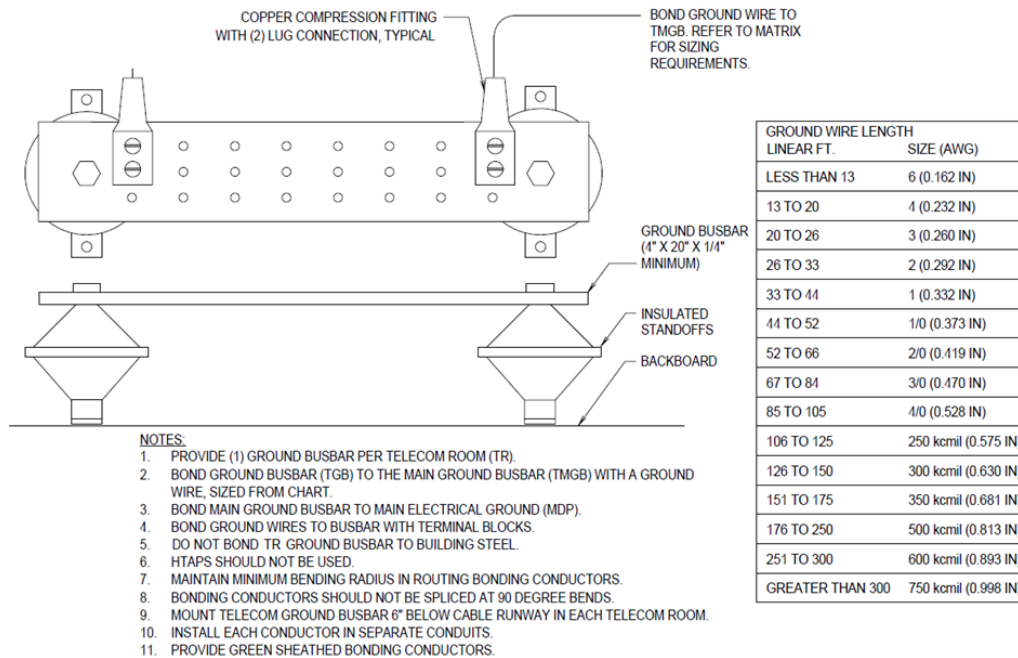 COPPER COMPRESSION FITTING
WITH (2) LUG CONNECTION, TYPICAL
BOND GROUND WIRE TO
TMGB. REFER TO MATRIX
FOR SIZING
REQUIREMENTS.
GROUND BUSBAR
(4" X 20" X 1/4"
MINIMUM)
INSULATED
STANDOFFS
BACKBOARD
GROUND WIRE LENGTH
LINEAR FT. SIZE (AWG)
LESS THAN 13 6 (0.162 IN)
13 TO 20 4 (0.232 IN)
20 TO 26 3 (0.260 IN)
26 TO 33 2 (0.292 IN)
33 TO 44 1 (0.332 IN)
44 TO 52 1/0 (0.373 IN)
52 TO 66 2/0 (0.419 IN)
67 TO 84 3/0 (0.470 IN)
85 TO 105 4/0 (0.528 IN)
106 TO 125 250 kcmil (0.575 IN)
126 TO 150 300 kcmil (0.630 IN)
151 TO 175 350 kcmil (0.681 IN)
176 TO 250 500 kcmil (0.813 IN)
251 TO 300 600 kcmil (0.893 IN)
GREATER THAN 300 750 kcmil (0.998 IN)
NOTES:
1. PROVIDE (1) GROUND BUSBAR PER TELECOM ROOM (TR).
2. BOND GROUND BUSBAR (TGB) TO THE MAIN GROUND BUSBAR (TMGB) WITH A GROUND
WIRE, SIZED FROM CHART.
3. BOND MAIN GROUND BUSBAR TO MAIN ELECTRICAL GROUND (MDP).
4. BOND GROUND WIRES TO BUSBAR WITH TERMINAL BLOCKS.
5. DO NOT BOND TR GROUND BUSBAR TO BUILDING STEEL.
6. HTAPS SHOULD NOT BE USED.
7. MAINTAIN MINIMUM BENDING RADIUS IN ROUTING BONDING CONDUCTORS.
8. BONDING CONDUCTORS SHOULD NOT BE SPLICED AT 90 DEGREE BENDS.
9. MOUNT TELECOM GROUND BUSBAR 6" BELOW CABLE RUNWAY IN EACH TELECOM ROOM.
10. INSTALL EACH CONDUCTOR IN SEPARATE CONDUITS.
11. PROVIDE GREEN SHEATHED BONDING CONDUCTORS.